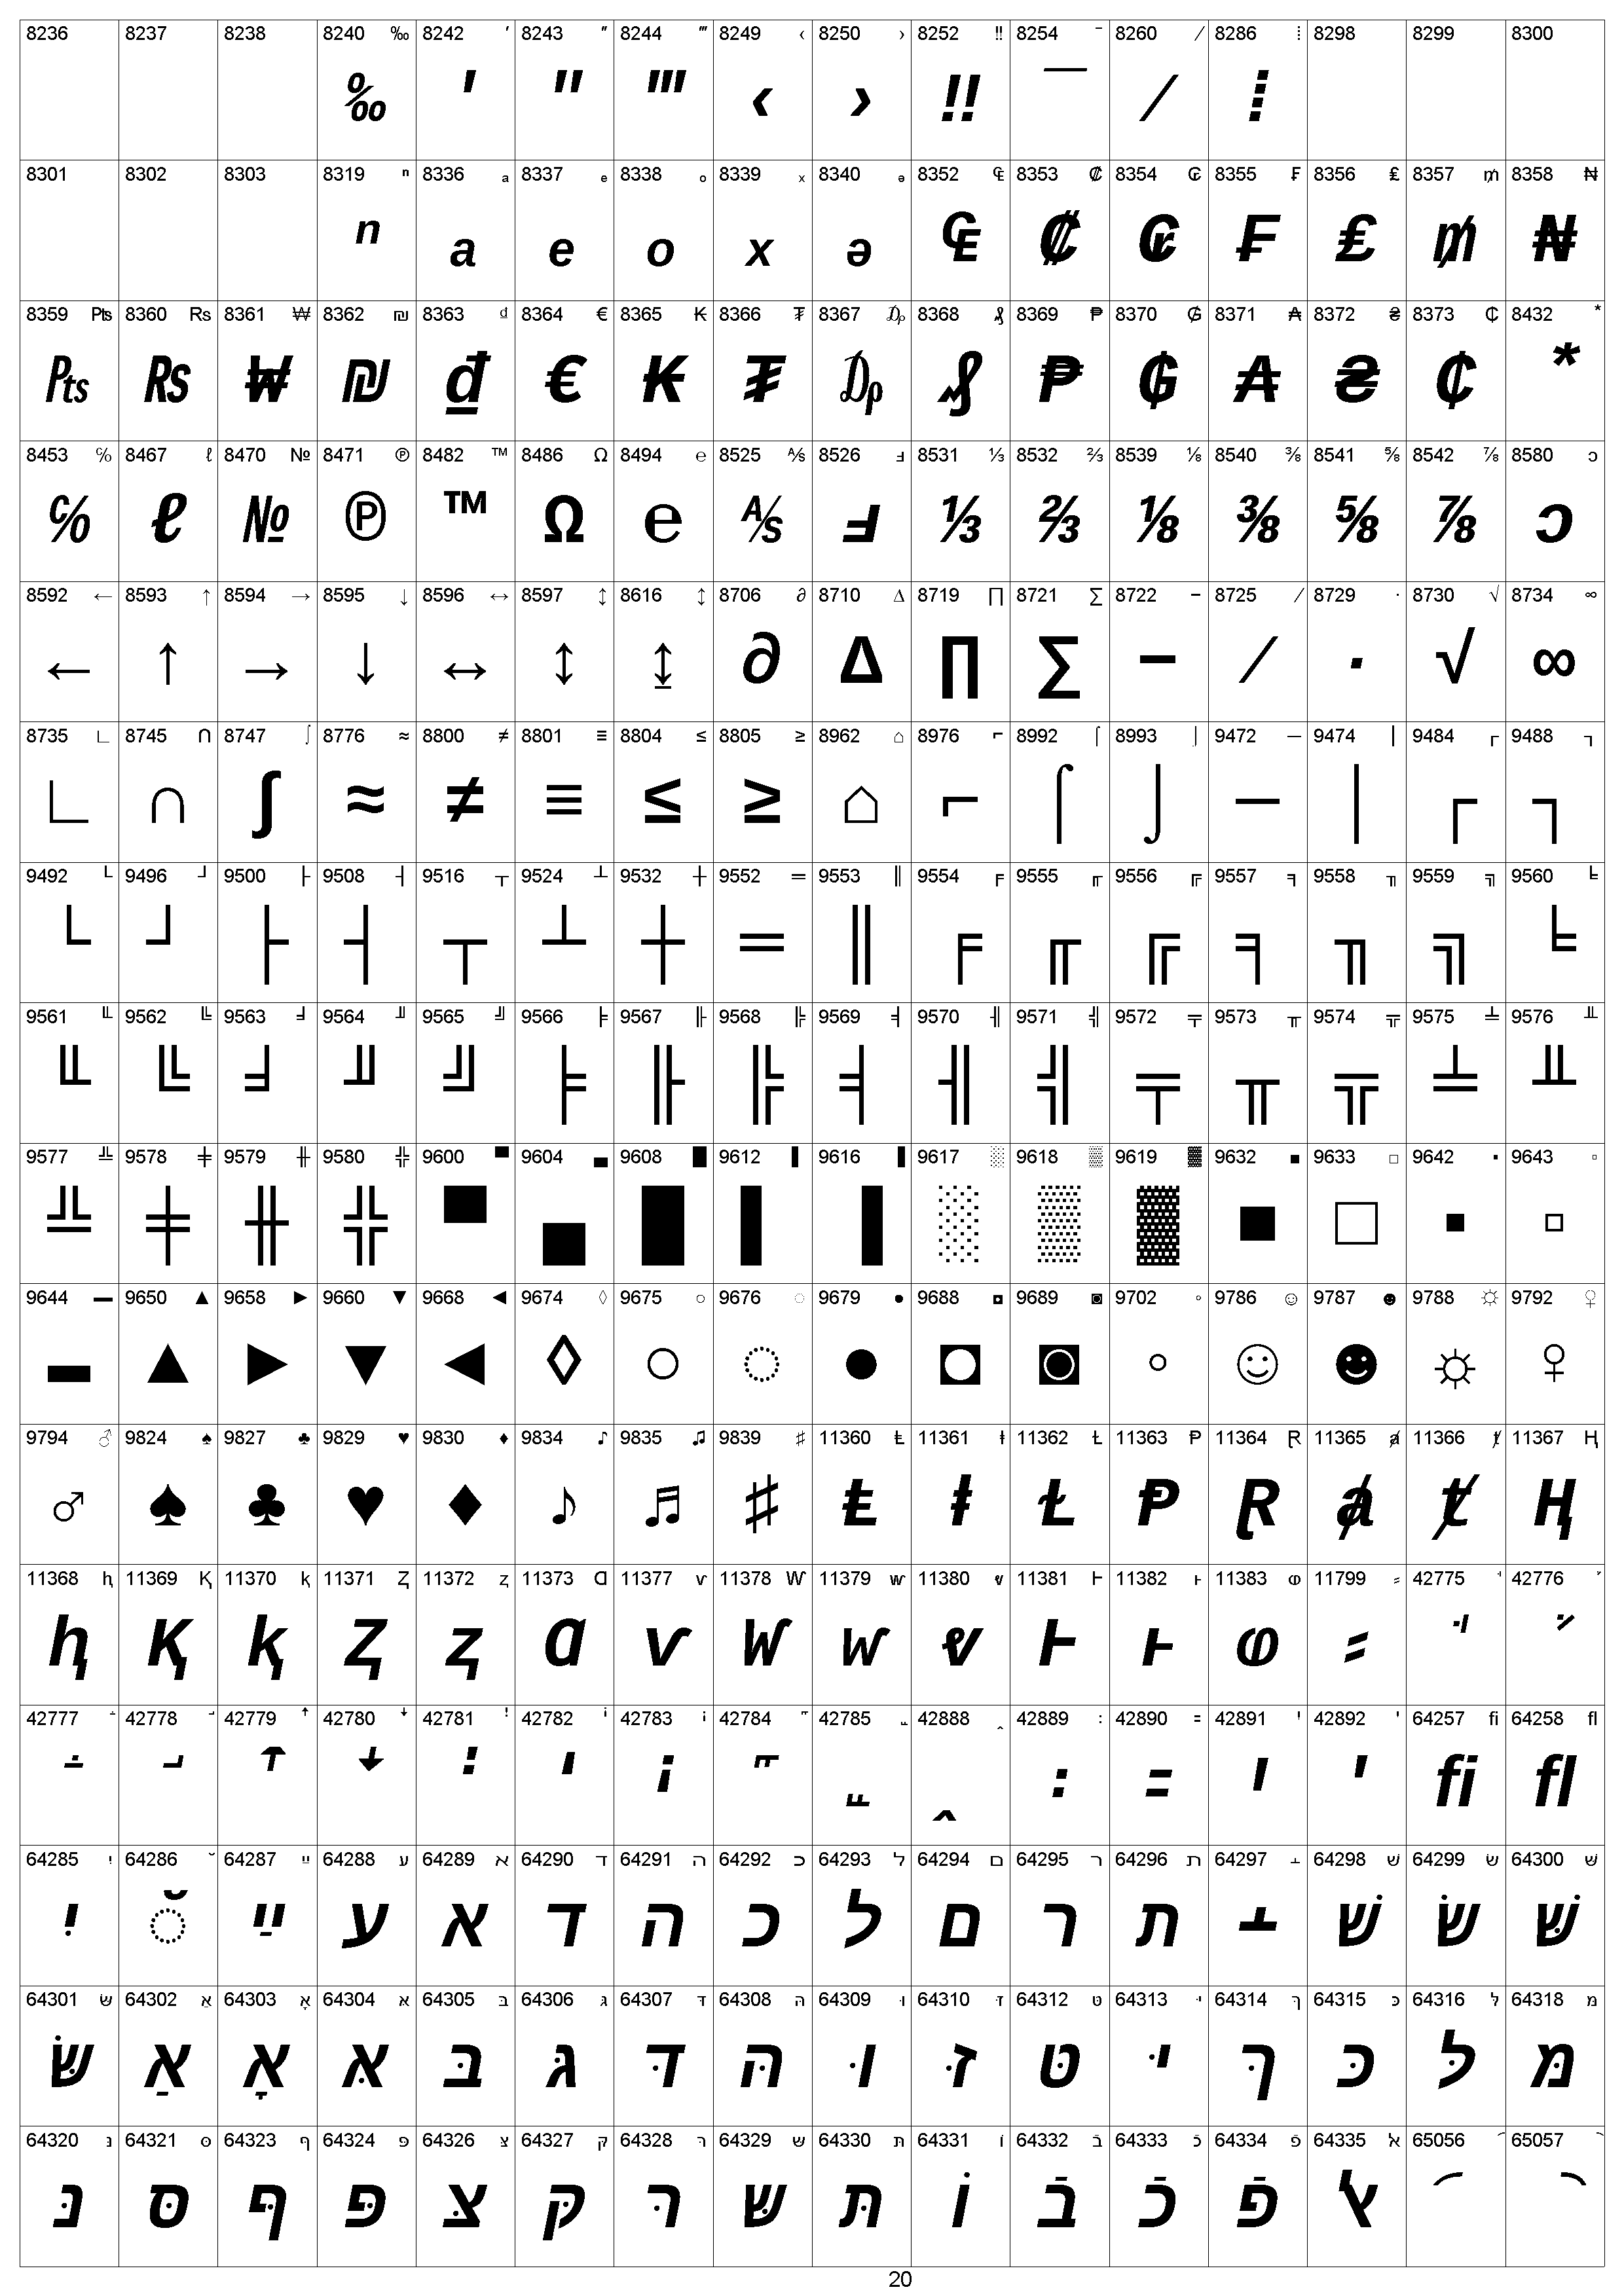 8236 8237 8238 8240 ‰ 8242 ′ 8243 ″ 8244 ‴ 8249 ‹ 8250 › 8252 ‼ 8254 ‾ 8260 ⁄ 8286 ⁞ 8298 8299 8300
‰ ′ ″ ‴ ‹ › ‼ ‾ ⁄ ⁞
8301 8302 8303 8319 ⁿ 8336 ₐ 8337 ₑ 8338 ₒ 8339 ₓ 8340 ₔ 8352 ₠ 8353 ₡ 8354 ₢ 8355 ₣ 8356 ₤ 8357 ₥ 8358 ₦
ⁿ ₐ ₑ ₒ ₓ ₔ ₠ ₡ ₢ ₣ ₤ ₥ ₦
8359 ₧ 8360 ₨ 8361 ₩ 8362 ₪ 8363 ₫ 8364 € 8365 ₭ 8366 ₮ 8367 ₯ 8368 ₰ 8369 ₱ 8370 ₲ 8371 ₳ 8372 ₴ 8373 ₵ 8432 ⃰
₧ ₨ ₩ ₪ ₫ € ₭ ₮ ₯ ₰ ₱ ₲ ₳ ₴ ₵ ⃰
8453 ℅ 8467 ℓ 8470 № 8471 ℗ 8482 ™ 8486 Ω 8494 ℮ 8525 ⅍ 8526 ⅎ 8531 ⅓ 8532 ⅔ 8539 ⅛ 8540 ⅜ 8541 ⅝ 8542 ⅞ 8580 ↄ
℅ ℓ № ℗ ™ Ω ℮ ⅍ ⅎ ⅓ ⅔ ⅛ ⅜ ⅝ ⅞ ↄ
8592 ← 8593 ↑ 8594 → 8595 ↓ 8596 ↔ 8597 ↕ 8616 ↨ 8706 ∂ 8710 ∆ 8719 ∏ 8721 ∑ 8722 − 8725 ∕ 8729 ∙ 8730 √ 8734 ∞
← ↑ → ↓ ↔ ↕ ↨ ∂ ∆ ∏ ∑ − ∕ ∙ √ ∞
8735 ∟ 8745 ∩ 8747 ∫ 8776 ≈ 8800 ≠ 8801 ≡ 8804 ≤ 8805 ≥ 8962 ⌂ 8976 ⌐ 8992 ⌠ 8993 ⌡ 9472 ─ 9474 │ 9484 ┌ 9488 ┐
∟ ∩ ∫ ≈ ≠ ≡ ≤ ≥ ⌂ ⌐ ⌠ ⌡ ─ │ ┌ ┐
9492 └ 9496 ┘ 9500 ├ 9508 ┤ 9516 ┬ 9524 ┴ 9532 ┼ 9552 ═ 9553 ║ 9554 ╒ 9555 ╓ 9556 ╔ 9557 ╕ 9558 ╖ 9559 ╗ 9560 ╘
└ ┘ ├ ┤ ┬ ┴ ┼ ═ ║ ╒ ╓ ╔ ╕ ╖ ╗ ╘
9561 ╙ 9562 ╚ 9563 ╛ 9564 ╜ 9565 ╝ 9566 ╞ 9567 ╟ 9568 ╠ 9569 ╡ 9570 ╢ 9571 ╣ 9572 ╤ 9573 ╥ 9574 ╦ 9575 ╧ 9576 ╨
╙ ╚ ╛ ╜ ╝ ╞ ╟ ╠ ╡ ╢ ╣ ╤ ╥ ╦ ╧ ╨
9577 ╩ 9578 ╪ 9579 ╫ 9580 ╬ 9600 ▀ 9604 ▄ 9608 █ 9612 ▌ 9616 ▐ 9617 ░ 9618 ▒ 9619 ▓ 9632 ■ 9633 □ 9642 ▪ 9643 ▫
╩ ╪ ╫ ╬ ▀ ▄ █ ▌ ▐ ░ ▒ ▓ ■ □ ▪ ▫
9644 ▬ 9650 ▲ 9658 ► 9660 ▼ 9668 ◄ 9674 ◊ 9675 ○ 9676 ◌ 9679 ● 9688 ◘ 9689 ◙ 9702 ◦ 9786 ☺ 9787 ☻ 9788 ☼ 9792 ♀
▬ ▲ ► ▼ ◄ ◊ ○ ◌ ● ◘ ◙ ◦ ☺ ☻ ☼ ♀
9794 ♂ 9824 ♠ 9827 ♣ 9829 ♥ 9830 ♦ 9834 ♪ 9835 ♫ 9839 ♯ 11360 Ⱡ 11361 ⱡ 11362 Ɫ 11363 Ᵽ 11364 Ɽ 11365 ⱥ 11366 ⱦ 11367 Ⱨ
♂ ♠ ♣ ♥ ♦ ♪ ♫ ♯ Ⱡ ⱡ Ɫ Ᵽ Ɽ ⱥ ⱦ Ⱨ
11368 ⱨ 11369 Ⱪ 11370 ⱪ 11371 Ⱬ 11372 ⱬ 11373 Ɑ 11377 ⱱ 11378 Ⱳ 11379 ⱳ 11380 ⱴ 11381 Ⱶ 11382 ⱶ 11383 ⱷ 11799 ⸗ 42775 ꜗ 42776 ꜘ
ⱨ Ⱪ ⱪ Ⱬ ⱬ Ɑ ⱱ Ⱳ ⱳ ⱴ Ⱶ ⱶ ⱷ ⸗ ꜗ ꜘ
42777 ꜙ 42778 ꜚ 42779 ꜛ 42780 ꜜ 42781 ꜝ 42782 ꜞ 42783 ꜟ 42784 ꜠ 42785 ꜡ 42888 ꞈ 42889 ꞉ 42890 ꞊ 42891 Ꞌ 42892 ꞌ 64257 ﬁ 64258 ﬂ
ꜙ ꜚ ꜛ ꜜ ꜝ ꜞ ꜟ ꜠ ꜡ ꞈ ꞉ ꞊ Ꞌ ꞌ ﬁ ﬂ
64285 יִ 64286 ﬞ 64287 ײַ 64288 ﬠ 64289 ﬡ 64290 ﬢ 64291 ﬣ 64292 ﬤ 64293 ﬥ 64294 ﬦ 64295 ﬧ 64296 ﬨ 64297 ﬩ 64298 שׁ 64299 שׂ 64300 שּׁ
יִ ◌ﬞ ײַ ﬠ ﬡ ﬢ ﬣ ﬤ ﬥ ﬦ ﬧ ﬨ ﬩ שׁ שׂ שּׁ
64301 שּׂ 64302 אַ 64303 אָ 64304 אּ 64305 בּ 64306 גּ 64307 דּ 64308 הּ 64309 וּ 64310 זּ 64312 טּ 64313 יּ 64314 ךּ 64315 כּ 64316 לּ 64318 מּ
שּׂ אַ אָ אּ בּ גּ דּ הּ וּ זּ טּ יּ ךּ כּ לּ מּ
64320 נּ 64321 סּ 64323 ףּ 64324 פּ 64326 צּ 64327 קּ 64328 רּ 64329 שּ 64330 תּ 64331 וֹ 64332 בֿ 64333 כֿ 64334 פֿ 64335 ﭏ 65056 ︠ 65057 ︡
נּ סּ ףּ פּ צּ קּ רּ שּ תּ וֹ בֿ כֿ פֿ ﭏ ︠ ︡
20